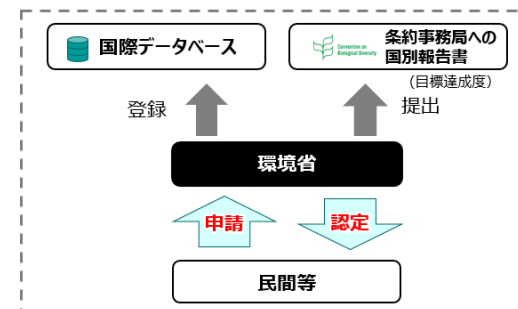 国際データベース
Convention on
Biological Diversity
条約事務局への
国別報告書
(目標達成度)
登録
提出
環境省
申請
認定
民間等